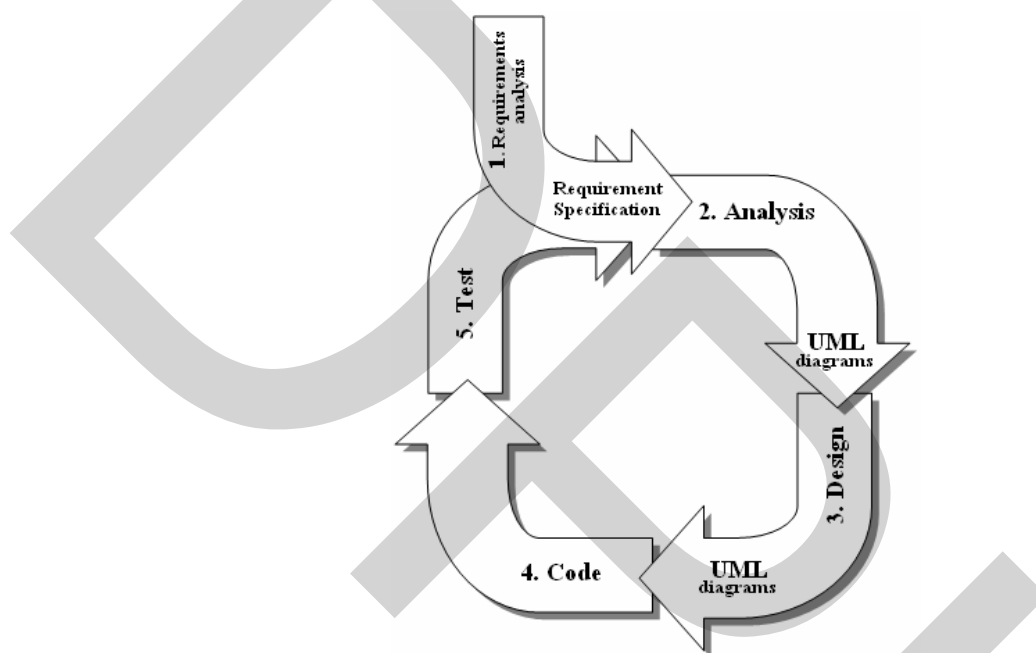 1. Requirements
analysis
Requirement
Specification
2. Analysis
UML
diagrams
3. Design
UML
diagrams
4. Code
5. Test